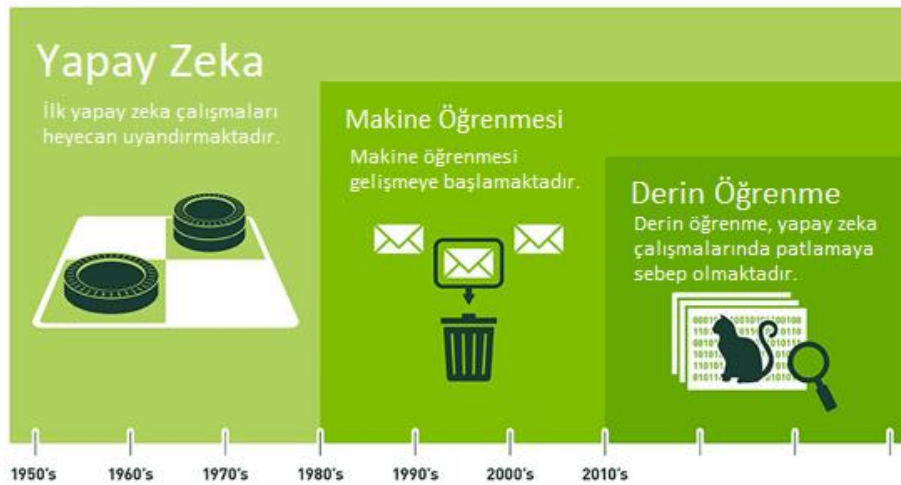 Yapay Zeka
İlk yapay zeka çalışmaları
heyecan uyandırmaktadır.
Makine Öğrenmesi
Makine öğrenmesi
gelişmeye başlamaktadır.
Derin Öğrenme
Derin öğrenme, yapay zeka
çalışmalarında patlamaya
sebep olmaktadır.
1950's 1960's 1970's 1980's 1990's 2000's 2010's